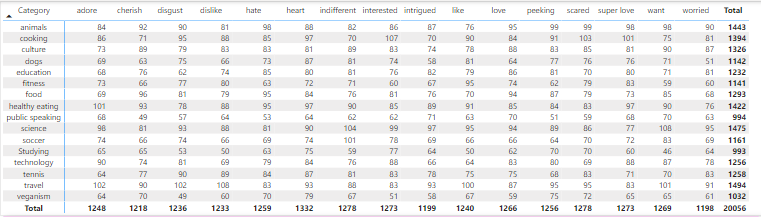 Category adore cherish disgust dislike hate heart indifferent interested intrigued like love peeking scared super love want worried Total
animals 84 92 90 81 98 88 82 86 87 76 95 99 99 98 98 90 1443
cooking 86 71 95 88 85 97 70 107 70 90 84 91 103 101 75 81 1394
culture 73 89 79 83 83 81 89 83 74 78 88 83 85 81 90 87 1326
dogs 69 63 75 66 73 87 81 74 58 81 64 77 76 76 71 51 1142
education 68 76 62 74 85 80 81 76 82 79 86 81 70 80 71 81 1232
fitness 73 66 77 80 63 72 71 60 67 95 74 62 79 83 59 60 1141
food 69 96 81 79 95 84 76 81 76 70 94 87 79 73 85 68 1293
healthy eating 101 93 78 88 95 97 90 85 89 91 85 84 83 97 90 76 1422
public speaking 68 49 57 64 53 64 62 62 71 63 70 51 59 68 70 63 994
science 98 81 93 88 81 90 104 99 97 95 94 89 86 77 108 95 1475
soccer 74 66 74 66 69 74 101 78 69 66 66 64 70 72 83 69 1161
Studying 65 65 53 50 63 75 59 77 64 50 62 70 70 60 46 64 993
technology 90 74 81 69 79 84 76 88 66 64 83 80 69 88 87 78 1256
tennis 64 77 90 89 84 87 81 83 78 75 75 68 83 71 70 83 1258
travel 102 90 102 108 83 93 88 83 93 100 87 95 95 83 101 91 1494
veganism 64 70 49 60 70 79 67 51 58 67 59 75 72 65 65 61 1032
Total 1248 1218 1236 1233 1259 1332 1278 1273 1199 1240 1266 1256 1278 1273 1269 1198 20056